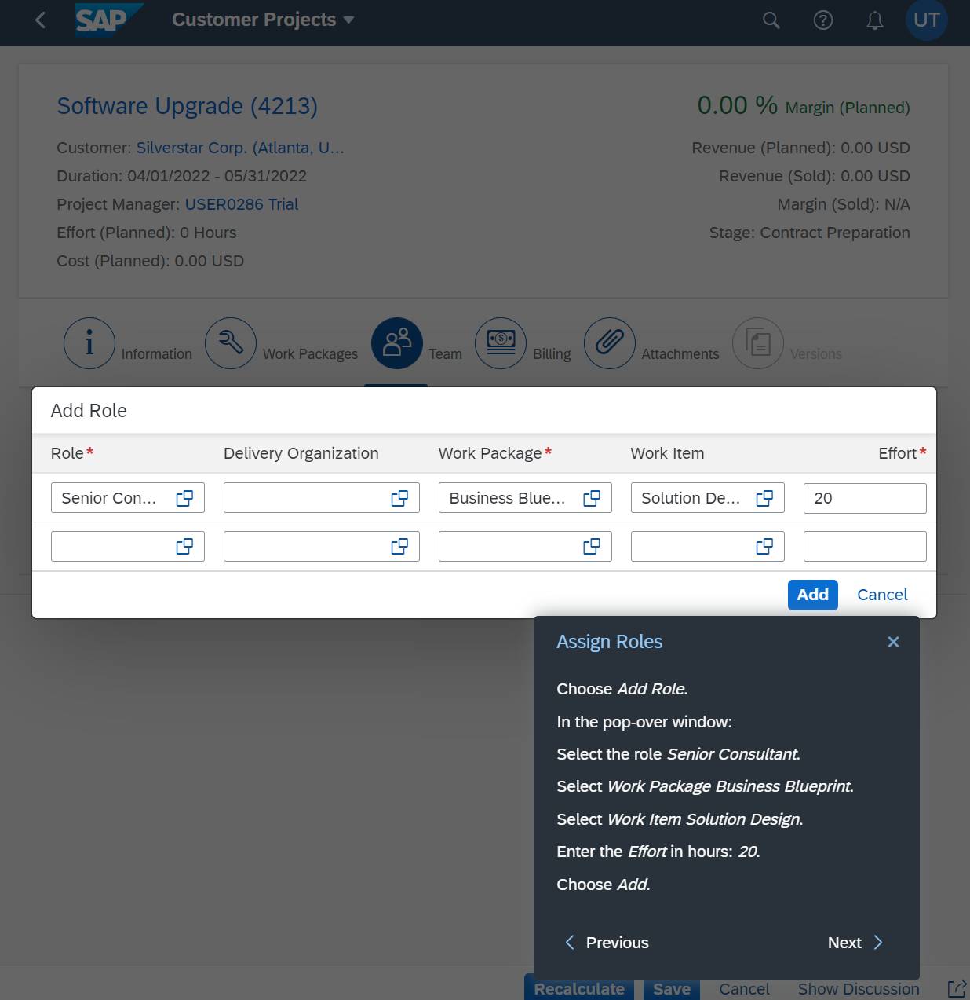 SAP Customer Projects UT
Software Upgrade (4213)
0.00 % Margin (Planned)
Customer: Silverstar Corp. (Atlanta, U...
Revenue (Planned): 0.00 USD
Duration: 04/01/2022 - 05/31/2022
Revenue (Sold): 0.00 USD
Project Manager: USER0286 Trial
Margin (Sold): N/A
Effort (Planned): 0 Hours
Stage: Contract Preparation
Cost (Planned): 0.00 USD
Information Work Packages Team Billing Attachments Versions
Add Role
Role* Delivery Organization Work Package* Work Item Effort*
Senior Con... Business Blue... Solution De... 20
Add Cancel
Assign Roles
Choose Add Role.
In the pop-over window:
Select the role Senior Consultant.
Select Work Package Business Blueprint.
Select Work Item Solution Design.
Enter the Effort in hours: 20.
Choose Add.
Previous Next
Recalculate Save Cancel Show Discussion